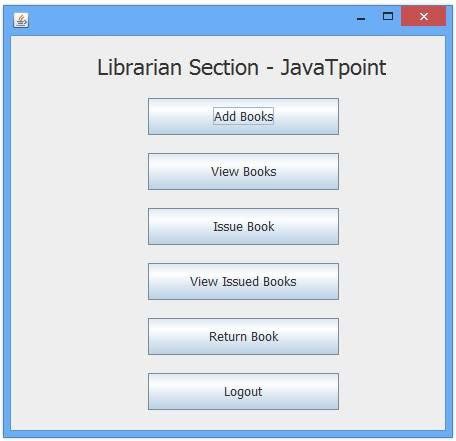 Librarian Section - JavaTpoint
Add Books
View Books
Issue Book
View Issued Books
Return Book
Logout